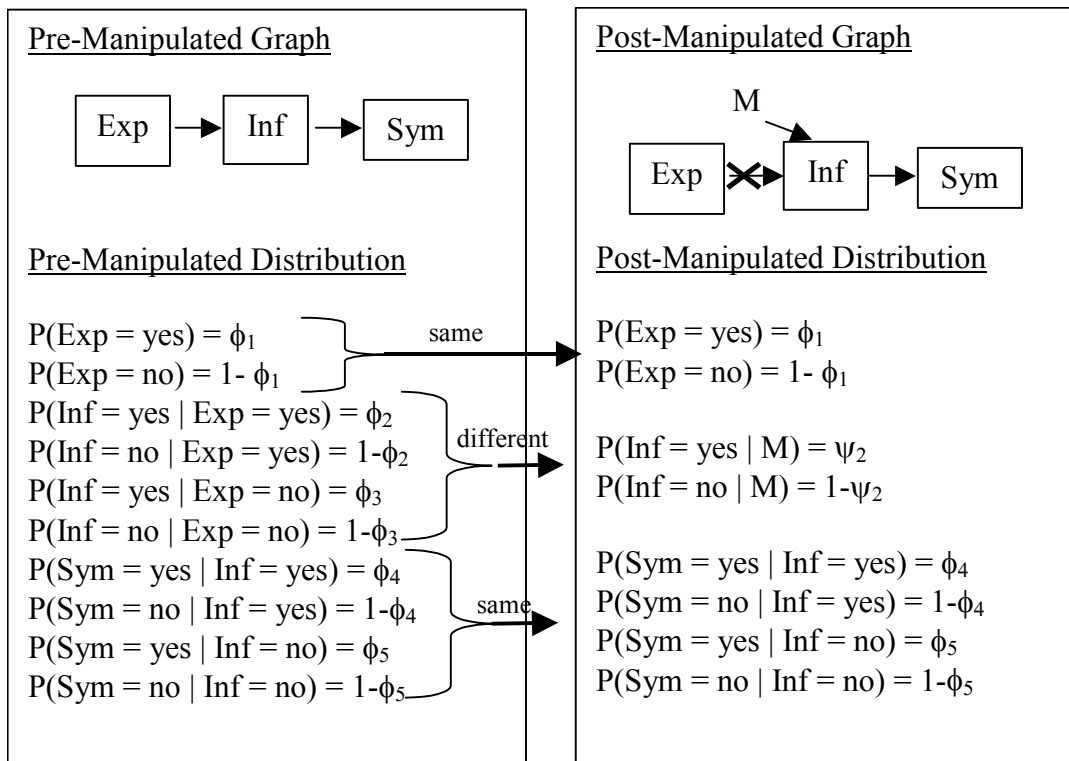 Pre-Manipulated Graph
Exp
Inf
Sym
Pre-Manipulated Distribution
P(Exp = yes) = ϕ₁
P(Exp = no) = 1- ϕ₁
P(Inf = yes | Exp = yes) = ϕ₂
P(Inf = no | Exp = yes) = 1-ϕ₂
P(Inf = yes | Exp = no) = ϕ₃
P(Inf = no | Exp = no) = 1-ϕ₃
P(Sym = yes | Inf = yes) = ϕ₄
P(Sym = no | Inf = yes) = 1-ϕ₄
P(Sym = yes | Inf = no) = ϕ₅
P(Sym = no | Inf = no) = 1-ϕ₅
same
different
same
Post-Manipulated Graph
M
Exp
Inf
Sym
Post-Manipulated Distribution
P(Exp = yes) = ϕ₁
P(Exp = no) = 1- ϕ₁
P(Inf = yes | M) = ψ₂
P(Inf = no | M) = 1-ψ₂
P(Sym = yes | Inf = yes) = ϕ₄
P(Sym = no | Inf = yes) = 1-ϕ₄
P(Sym = yes | Inf = no) = ϕ₅
P(Sym = no | Inf = no) = 1-ϕ₅